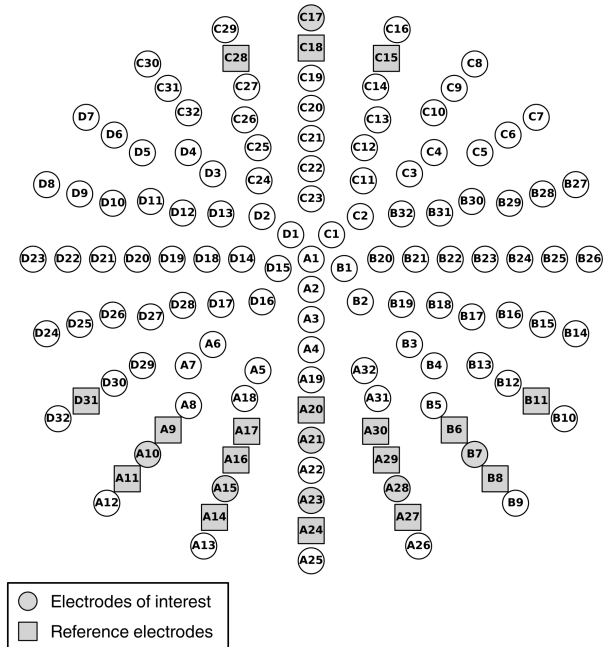 C17
C29 C16
C18
C28 C15
C30 C8
C19
C31 C27 C14 C9
C20
D7 C32 C10 C7
C26 C13
D6 C21 C6
D5 D4 C25 C12 C4 C5
C22
D3 C3
D8 C24 C11 B27
D9 B28
D10 D11 C23 B30 B29
D12 D13 D2 C2 B32 B31
D1 C1
D23 D22 D21 D20 D19 D18 D14 A1 B20 B21 B22 B23 B24 B25 B26
D15 B1
A2
D28 D17 D16 B2 B19 B18
D26 D27 A3 B17 B16
D24 D25 B15 B14
A6 A4 B3
D29 A7 A5 A32 B4 B13
D30 A19 B12
D31 A18 A31 B11
D32 A8 A20 B5 B10
A9 A17 A30 B6
A21
A10 A16 A29 B7
A11 A22 B8
A15 A28
A12 A23 B9
A14 A27
A24
A13 A26
A25
Electrodes of interest
Reference electrodes